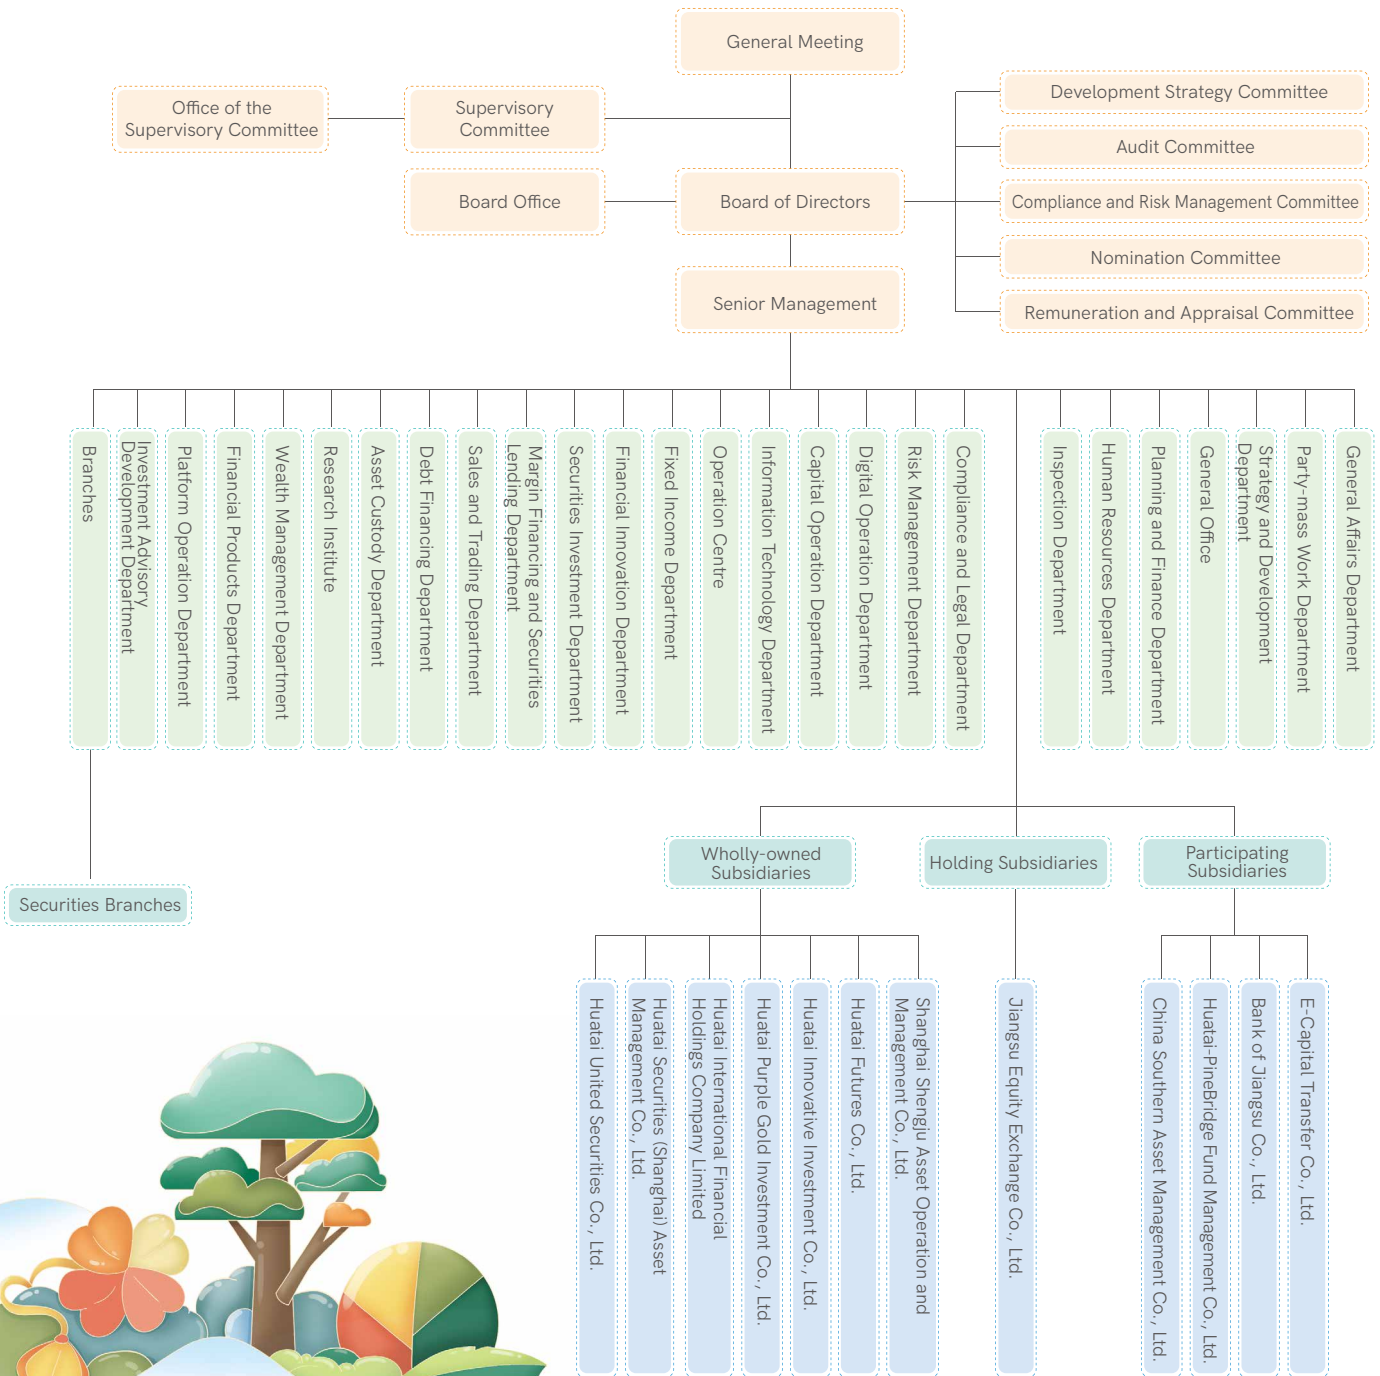 General Meeting
Office of the
Supervisory Committee
Supervisory
Committee
Board Office
Board of Directors
Senior Management
Development Strategy Committee
Audit Committee
Compliance and Risk Management Committee
Nomination Committee
Remuneration and Appraisal Committee
Branches
Investment Advisory
Development Department
Platform Operation Department
Financial Products Department
Wealth Management Department
Research Institute
Asset Custody Department
Debt Financing Department
Sales and Trading Department
Margin Financing and Securities
Lending Department
Securities Investment Department
Financial Innovation Department
Fixed Income Department
Operation Centre
Information Technology Department
Capital Operation Department
Digital Operation Department
Risk Management Department
Compliance and Legal Department
Inspection Department
Human Resources Department
Planning and Finance Department
General Office
Strategy and Development
Department
Party-mass Work Department
General Affairs Department
Securities Branches
Wholly-owned
Subsidiaries
Holding Subsidiaries
Participating
Subsidiaries
Huatai United Securities Co., Ltd.
Huatai Securities (Shanghai) Asset
Management Co., Ltd.
Huatai International Financial
Holdings Company Limited
Huatai Purple Gold Investment Co., Ltd.
Huatai Innovative Investment Co., Ltd.
Huatai Futures Co., Ltd.
Shanghai Shengju Asset Operation and
Management Co., Ltd.
Jiangsu Equity Exchange Co., Ltd.
China Southern Asset Management Co., Ltd.
Huatai-PineBridge Fund Management Co., Ltd.
Bank of Jiangsu Co., Ltd.
E-Capital Transfer Co., Ltd.